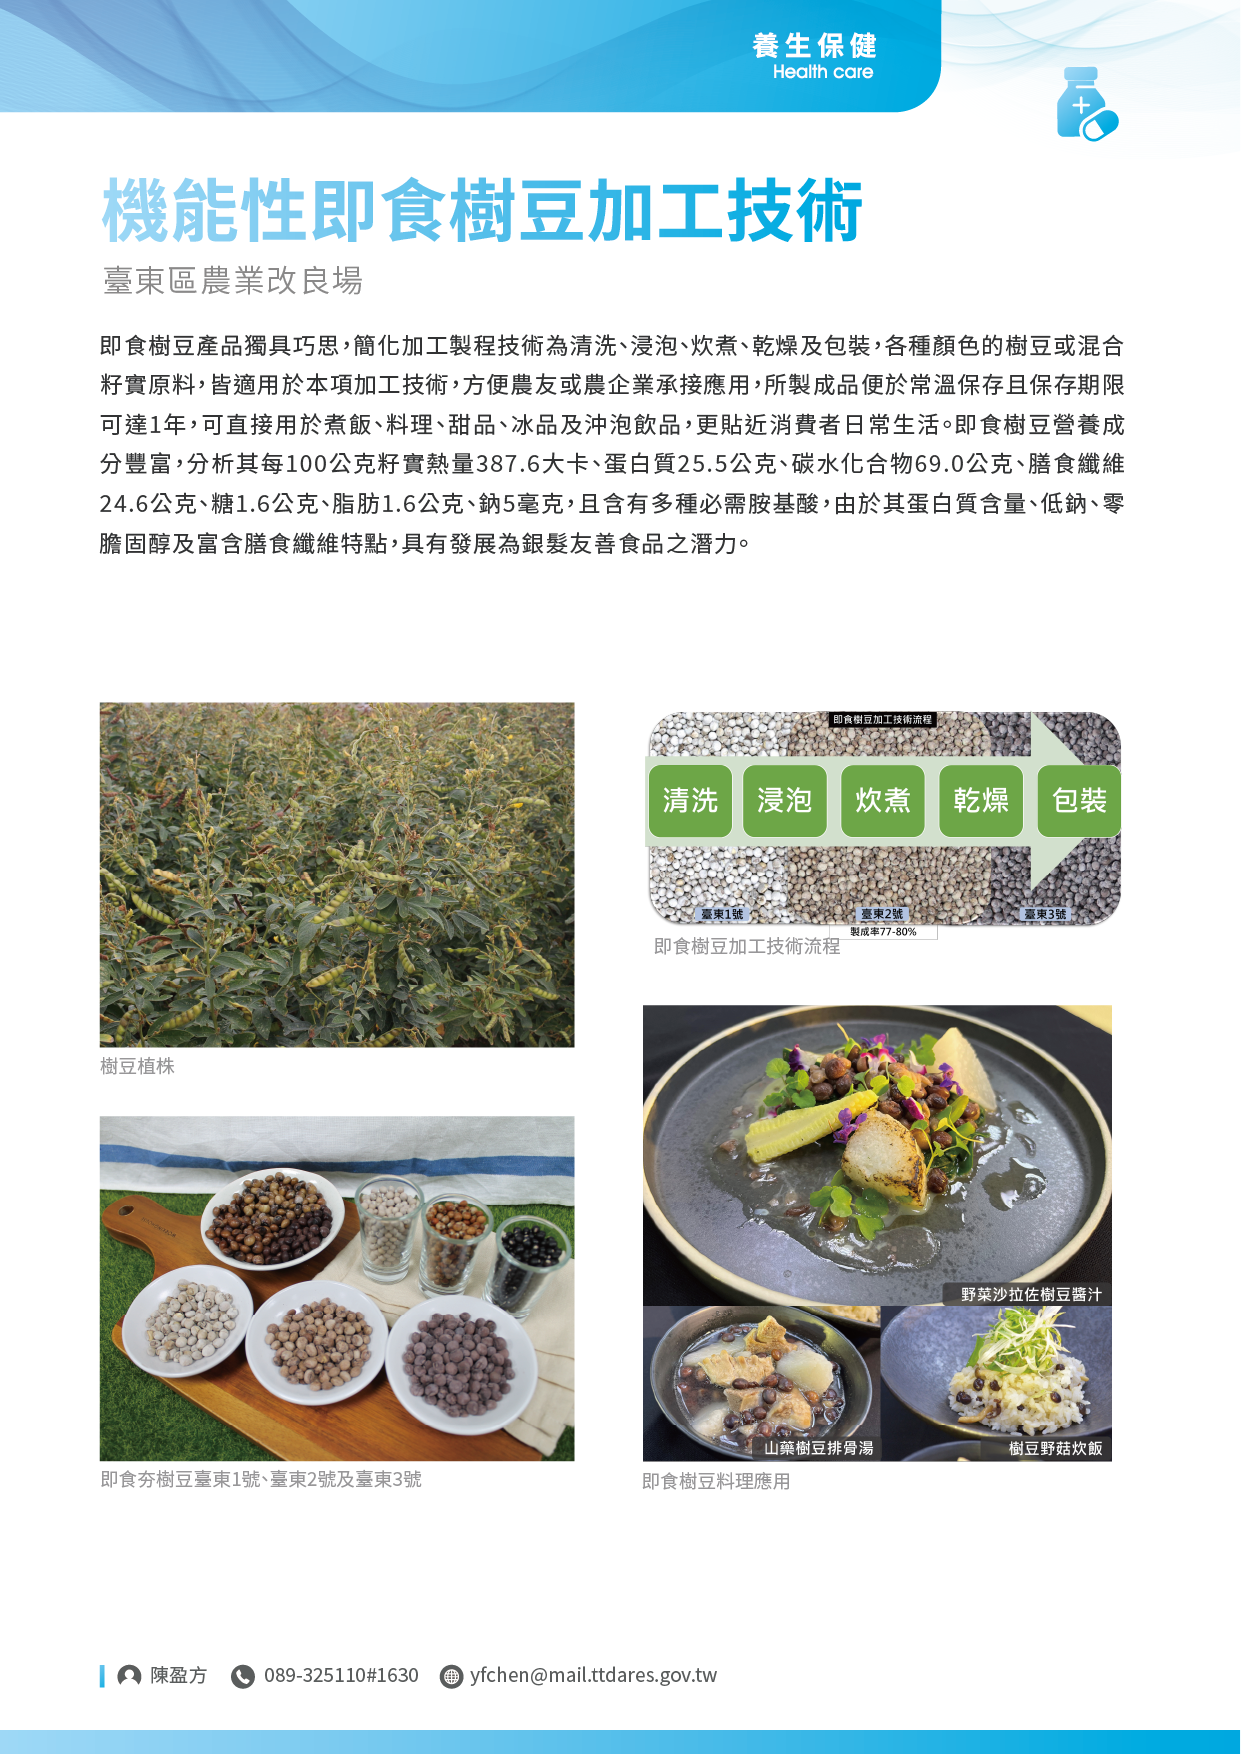 養生保健
Health care
機能性即食樹豆加工技術
臺東區農業改良場
即食樹豆產品獨具巧思，簡化加工製程技術為清洗、浸泡、炊煮、乾燥及包裝，各種顏色的樹豆或混合
籽實原料，皆適用於本項加工技術，方便農友或農企業承接應用，所製成品便於常溫保存且保存期限
可達1年，可直接用於煮飯、料理、甜品、冰品及沖泡飲品，更貼近消費者日常生活。即食樹豆營養成
分豐富，分析其每100公克籽實熱量387.6大卡、蛋白質25.5公克、碳水化合物69.0公克、膳食纖維
24.6公克、糖1.6公克、脂肪1.6公克、鈉5毫克，且含有多種必需胺基酸，由於其蛋白質含量、低鈉、零
膽固醇及富含膳食纖維特點，具有發展為銀髮友善食品之潛力。
樹豆植株
即食夯樹豆臺東1號、臺東2號及臺東3號
即食樹豆加工技術流程
清洗 浸泡 炊煮 乾燥 包裝
臺東1號 臺東2號 臺東3號
製成率77-80%
即食樹豆加工技術流程
野菜沙拉佐樹豆醬汁
山藥樹豆排骨湯 樹豆野菇炊飯
即食樹豆料理應用
陳盈方 089-325110#1630 yfchen@mail.ttdares.gov.tw